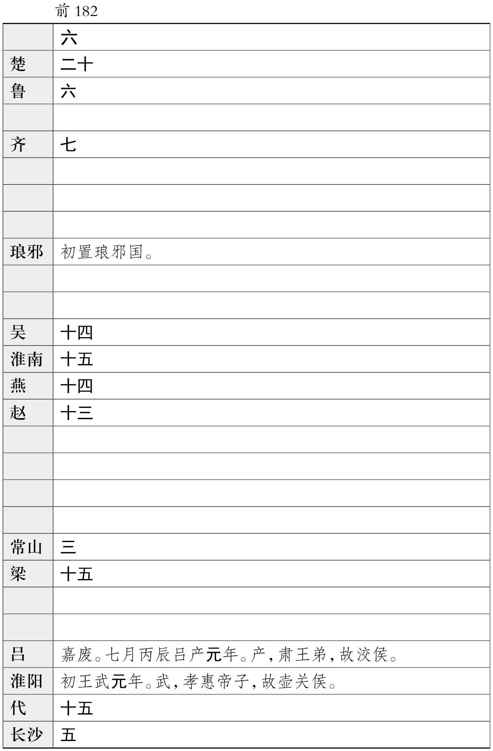 前182
六
楚 二十
鲁 六
齐 七
琅邪 初置琅邪国。
吴 十四
淮南 十五
燕 十四
赵 十三
常山 三
梁 十五
吕 嘉废。七月丙辰吕产元年。产,肃王弟,故洨侯。
淮阳 初王武元年。武,孝惠帝子,故壶关侯。
代 十五
长沙 五